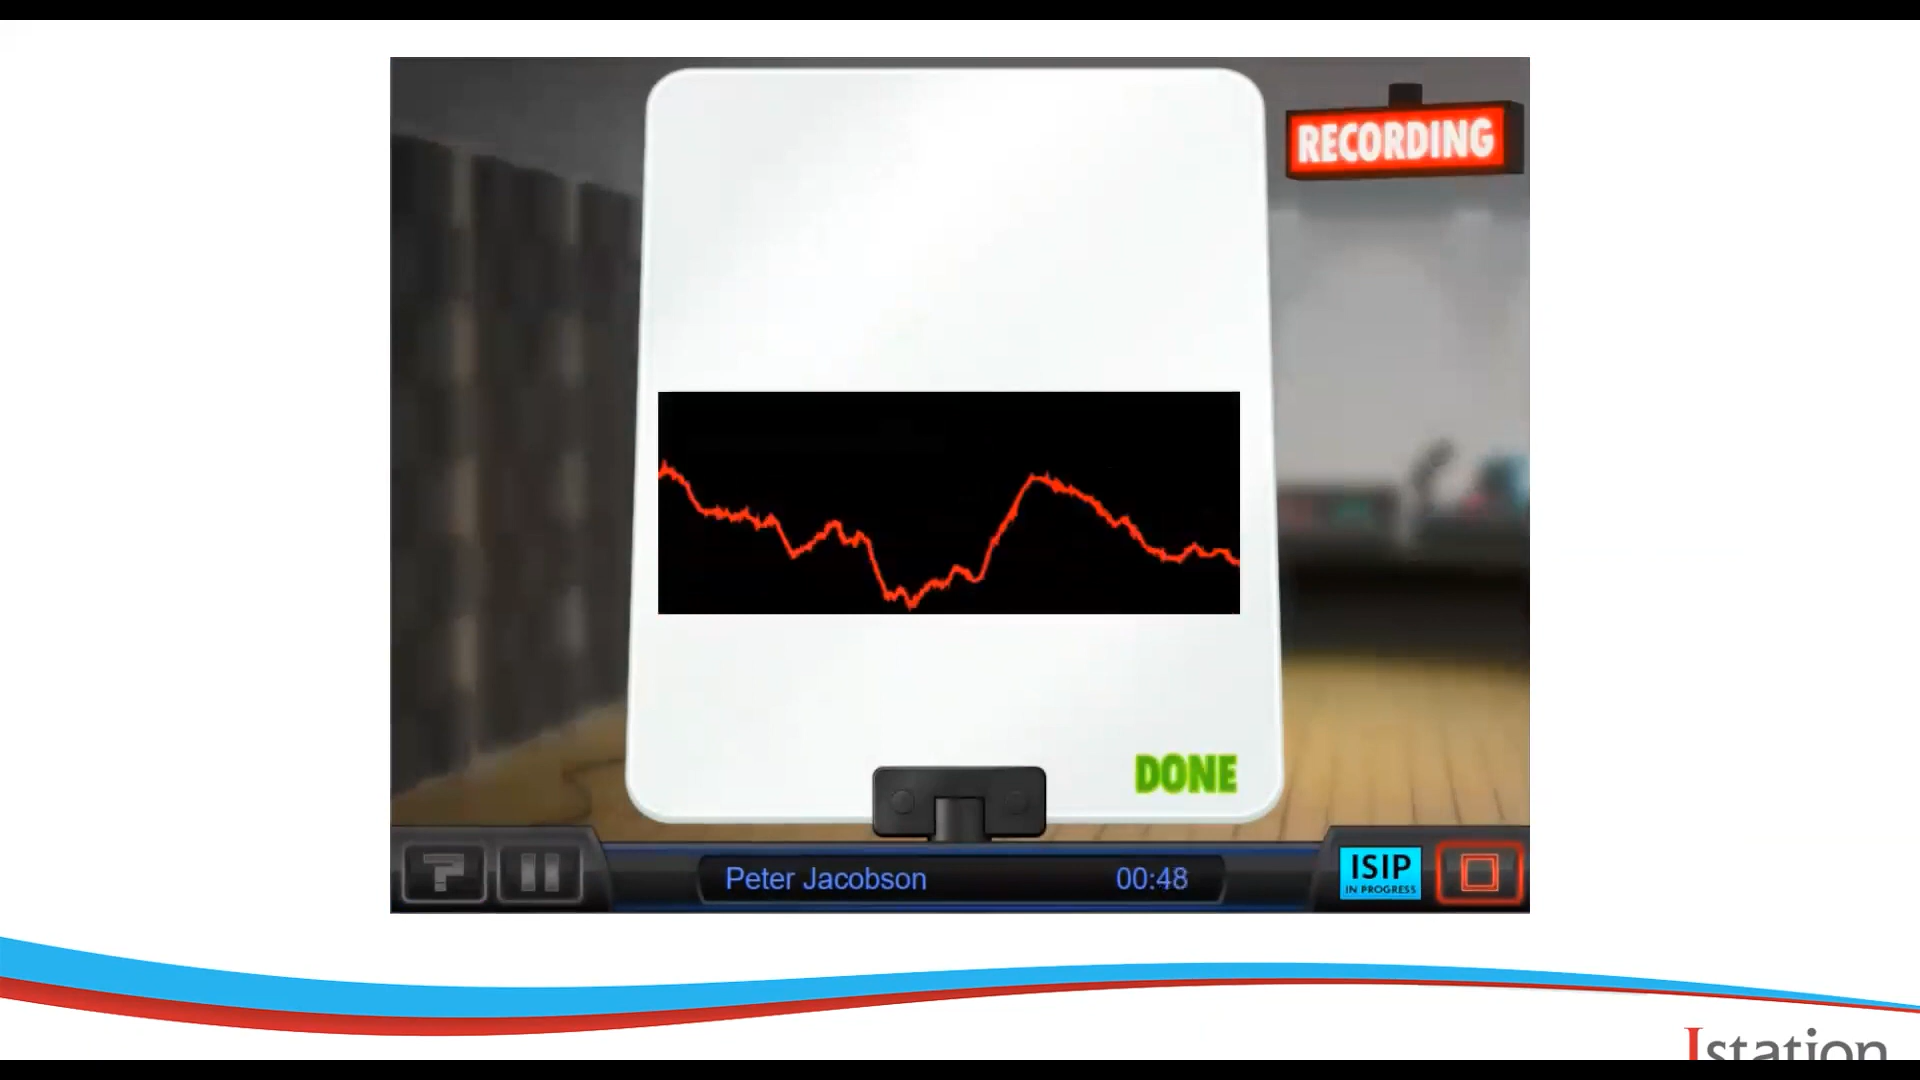 RECORDING
DONE
?
Peter Jacobson
00:48
ISIP
IN PROGRESS
Istation